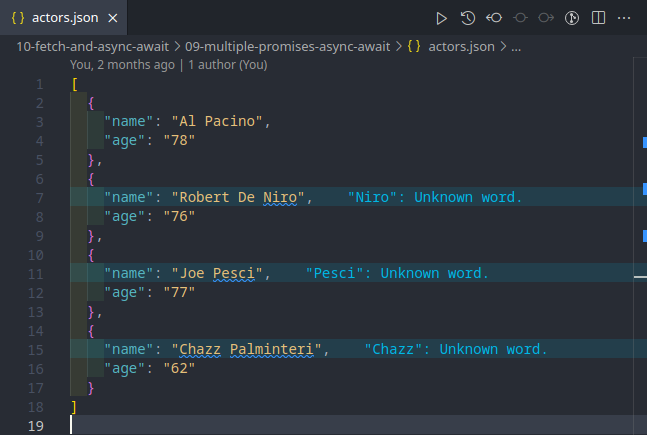 {} actors.json ×
10-fetch-and-async-await > 09-multiple-promises-async-await > {} actors.json > ...
You, 2 months ago | 1 author (You)
1 [
2 {
3 "name": "Al Pacino",
4 "age": "78"
5 },
6 {
7 "name": "Robert De Niro", "Niro": Unknown word.
8 "age": "76"
9 },
10 {
11 "name": "Joe Pesci", "Pesci": Unknown word.
12 "age": "77"
13 },
14 {
15 "name": "Chazz Palminteri", "Chazz": Unknown word.
16 "age": "62"
17 }
18 ]
19